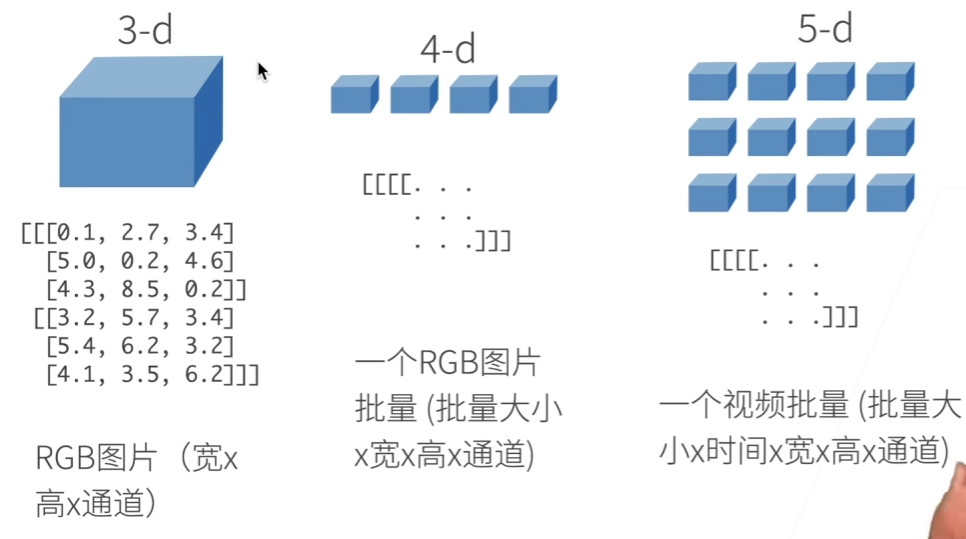 3-d
[[[0.1, 2.7, 3.4]
[5.0, 0.2, 4.6]
[4.3, 8.5, 0.2]]
[[3.2, 5.7, 3.4]
[5.4, 6.2, 3.2]
[4.1, 3.5, 6.2]]]
RGB图片（宽x
高x通道）
4-d
[[[[. . .
. . .
. . .]]]
一个RGB图片
批量 (批量大小
x宽x高x通道)
5-d
[[[[. . .
. . .
. . .]]]
一个视频批量 (批量大
小x时间x宽x高x通道)